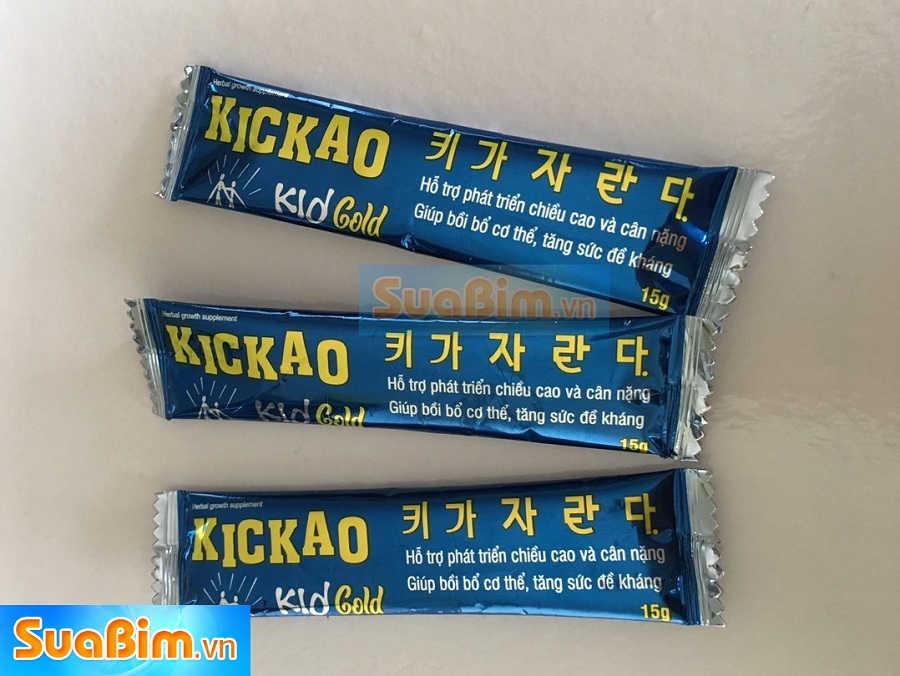 Herbal growth supplement
KICKAO
KId Gold
키 가 자 란 다.
Hỗ trợ phát triển chiều cao và cân nặng
Giúp bồi bổ cơ thể, tăng sức đề kháng
15g
SuaBim.vn
Herbal growth supplement
KICKAO
KId Gold
키 가 자 란 다.
Hỗ trợ phát triển chiều cao và cân nặng
Giúp bồi bổ cơ thể, tăng sức đề kháng
15g
Herbal growth supplement
KICKAO
KId Gold
키 가 자 란 다.
Hỗ trợ phát triển chiều cao và cân nặng
Giúp bồi bổ cơ thể, tăng sức đề kháng
15g
SuaBim.vn